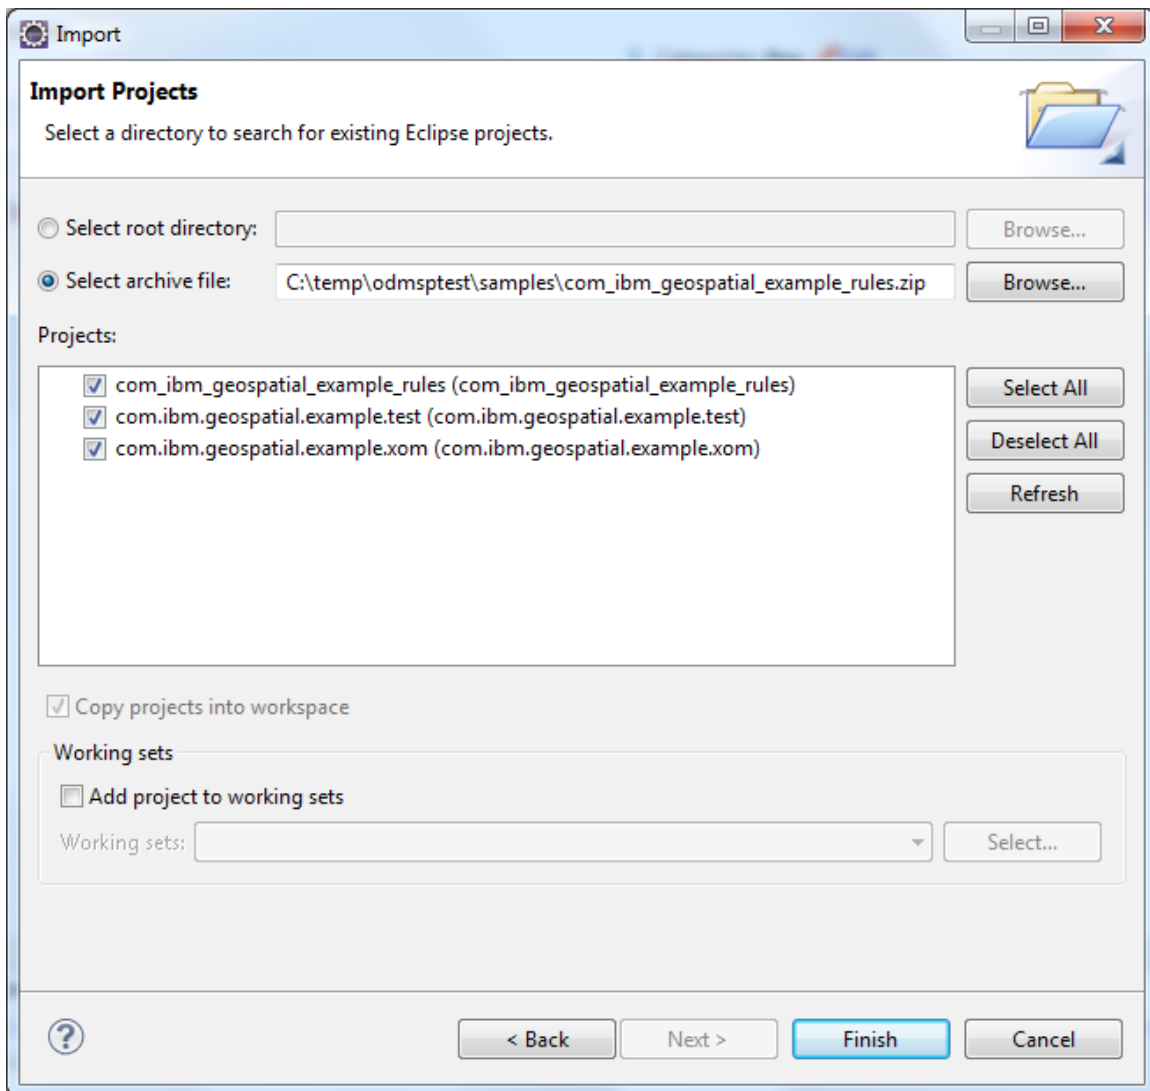 Import
Import Projects
Select a directory to search for existing Eclipse projects.
Select root directory: Browse...
Select archive file: C:\temp\odmsptest\samples\com_ibm_geospatial_example_rules.zip Browse...
Projects:
com_ibm_geospatial_example_rules (com_ibm_geospatial_example_rules) Select All
com.ibm.geospatial.example.test (com.ibm.geospatial.example.test)
Deselect All
com.ibm.geospatial.example.xom (com.ibm.geospatial.example.xom)
Refresh
Copy projects into workspace
Working sets
Add project to working sets
Working sets: Select...
? < Back Next > Finish Cancel